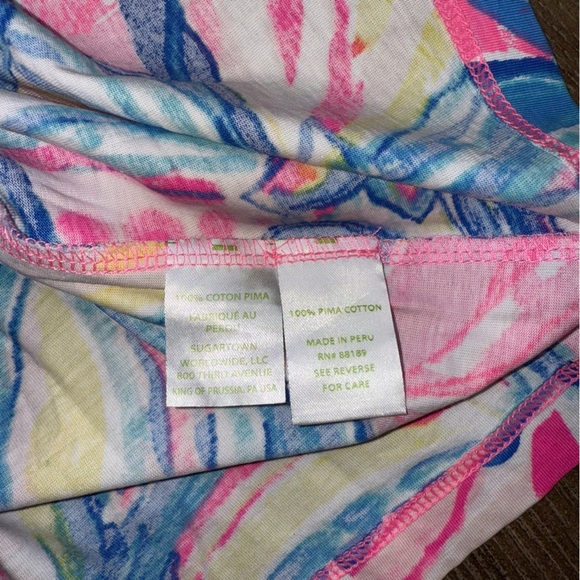 100% COTON PIMA
FABRIQUÉ AU
PEROU
SUGARTOWN
WORLDWIDE, LLC
800 THIRD AVENUE
KING OF PRUSSIA, PA USA
100% PIMA COTTON
MADE IN PERU
RN# 88189
SEE REVERSE
FOR CARE